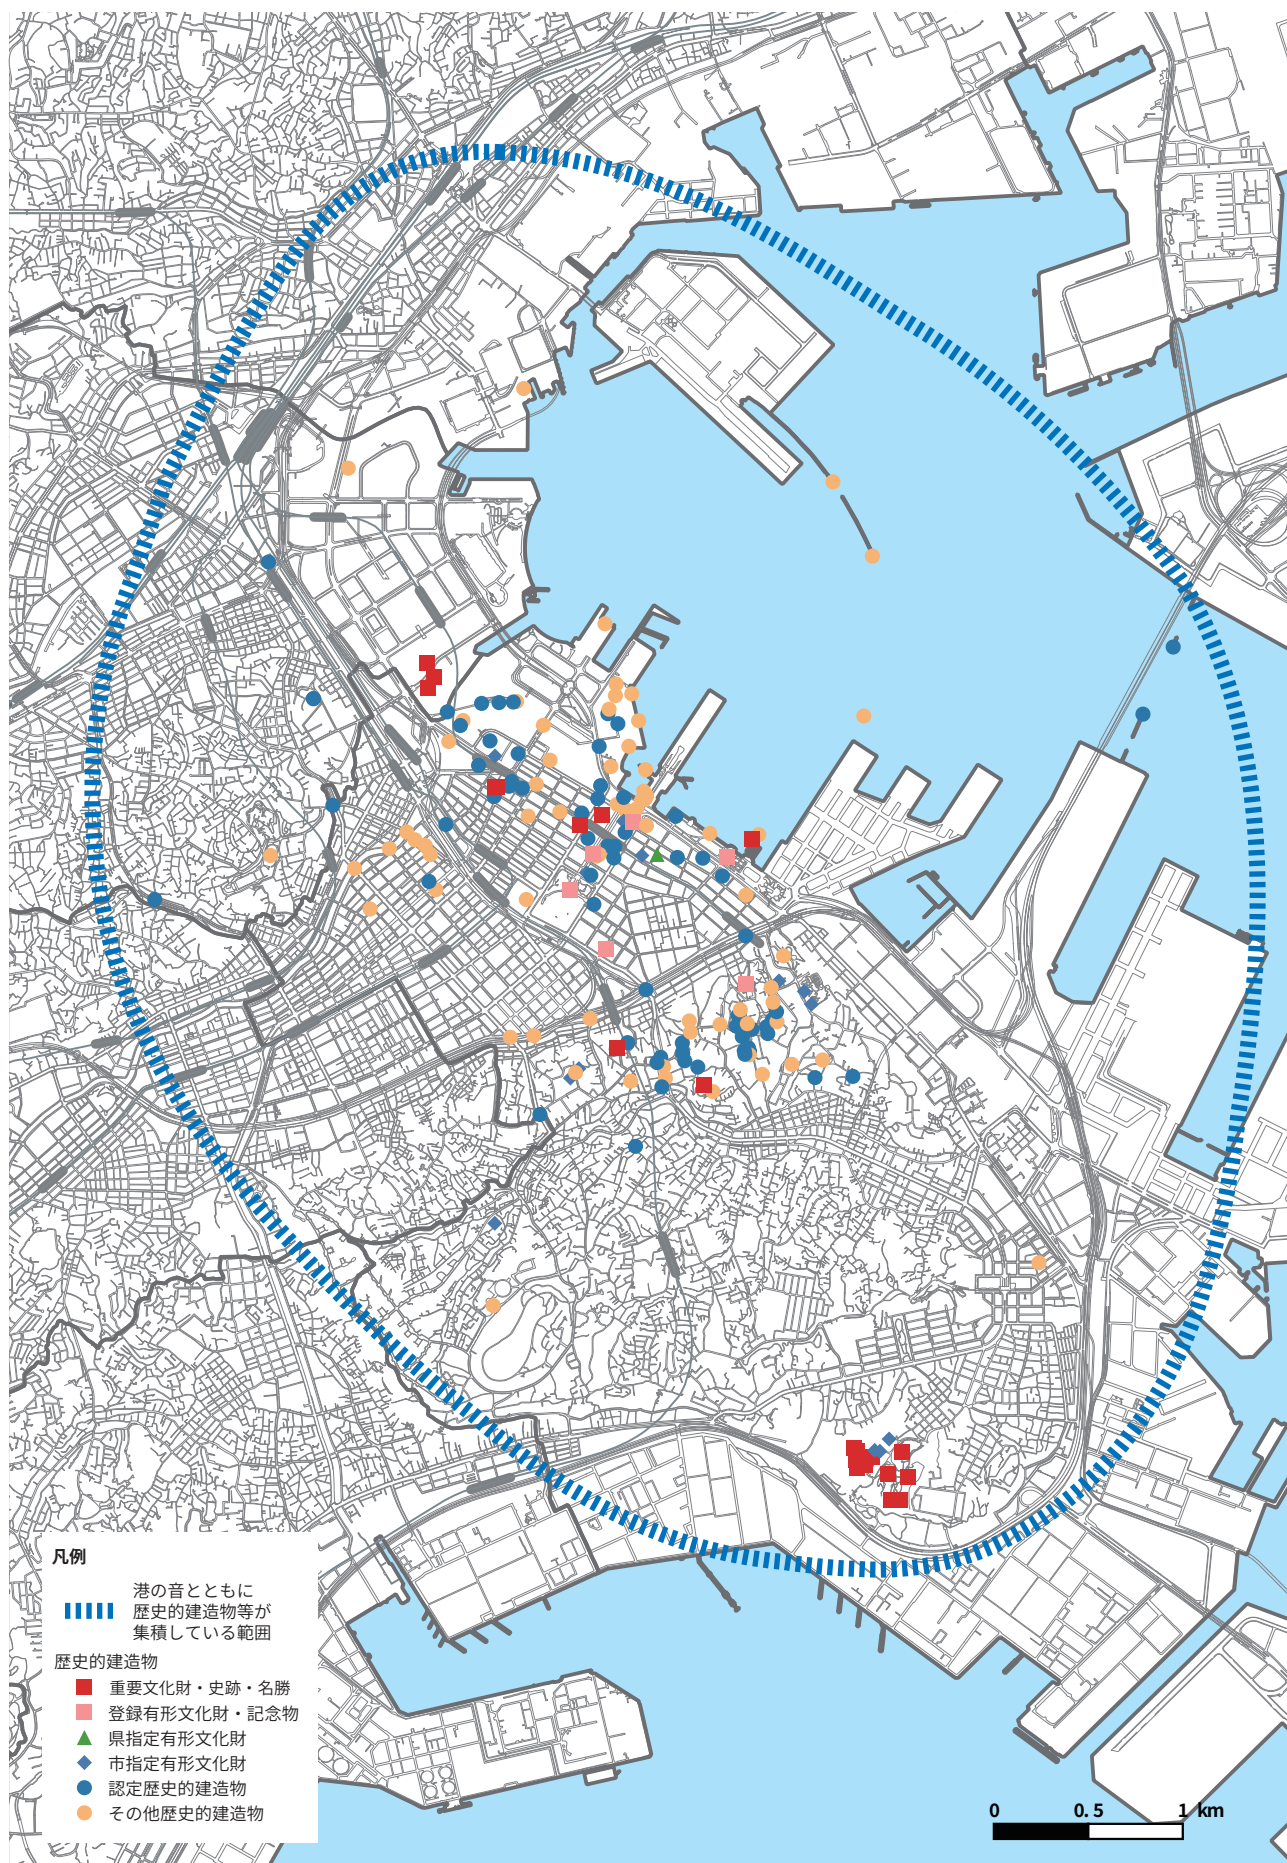 凡例
港の音とともに
歴史的建造物等が
集積している範囲
歴史的建造物
重要文化財・史跡・名勝
登録有形文化財・記念物
県指定有形文化財
市指定有形文化財
認定歴史的建造物
その他歴史的建造物
0 0.5 1 km